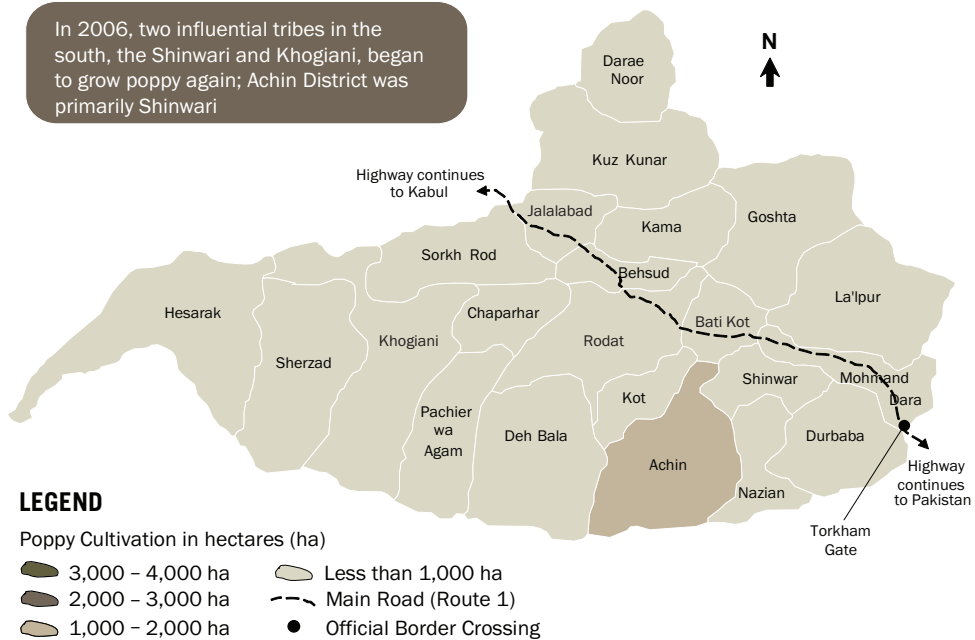 In 2006, two influential tribes in the
south, the Shinwari and Khogiani, began
to grow poppy again; Achin District was
primarily Shinwari
N
Darae
Noor
Kuz Kunar
Highway continues
to Kabul
Jalalabad
Kama
Goshta
Sorkh Rod
Behsud
La'lpur
Hesarak
Chaparhar
Bati Kot
Khogiani
Rodat
Sherzad
Shinwar
Mohmand
Dara
Kot
Pachier
wa
Agam
Deh Bala
Durbaba
Achin
Nazian
Highway
continues
to Pakistan
Torkham
Gate
LEGEND
Poppy Cultivation in hectares (ha)
3,000 – 4,000 ha
2,000 – 3,000 ha
1,000 – 2,000 ha
Less than 1,000 ha
Main Road (Route 1)
Official Border Crossing